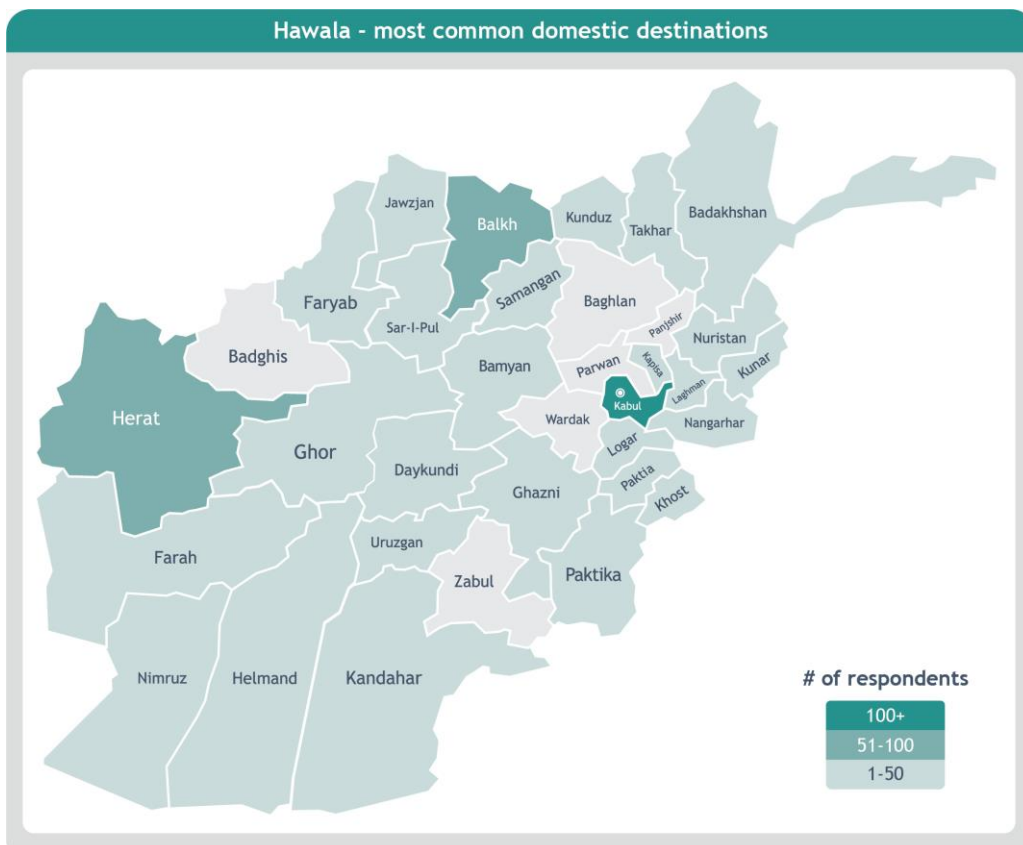 Hawala - most common domestic destinations
Jawzjan
Balkh
Kunduz
Takhar
Badakhshan
Faryab
Samangan
Baghlan
Sar-I-Pul
Panjshir
Nuristan
Badghis
Bamyan
Parwan
Kapisa
Kunar
Laghman
Herat
Kabul
Wardak
Nangarhar
Logar
Ghor
Daykundi
Ghazni
Paktia
Khost
Uruzgan
Farah
Zabul
Paktika
Nimruz
Helmand
Kandahar
# of respondents
100+
51-100
1-50